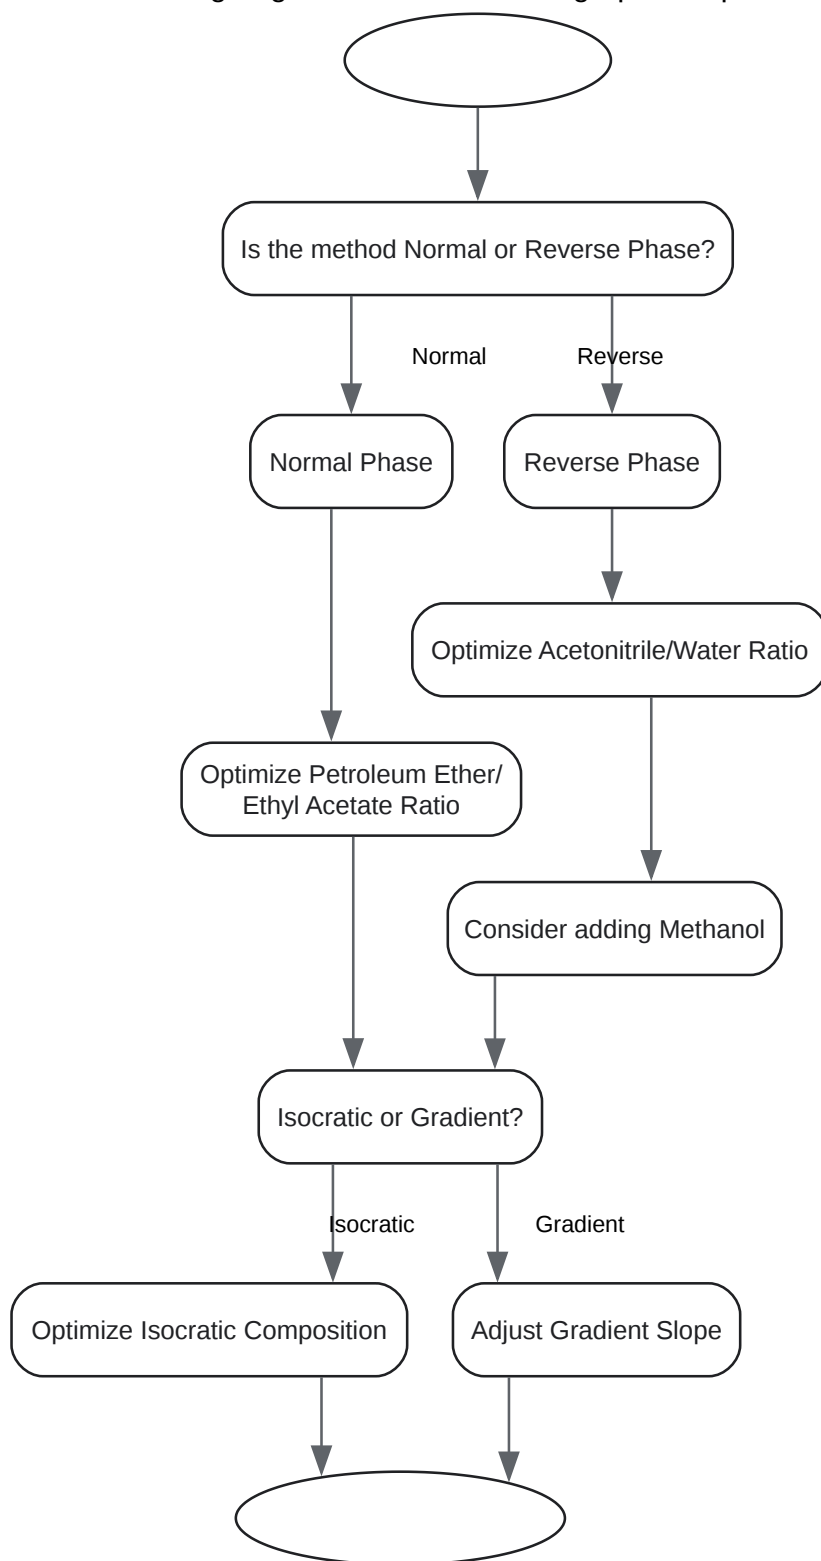 Is the method Normal or Reverse Phase?
Normal
Reverse
Normal Phase
Reverse Phase
Optimize Acetonitrile/Water Ratio
Optimize Petroleum Ether/
Ethyl Acetate Ratio
Consider adding Methanol
Isocratic or Gradient?
Isocratic
Gradient
Optimize Isocratic Composition
Adjust Gradient Slope